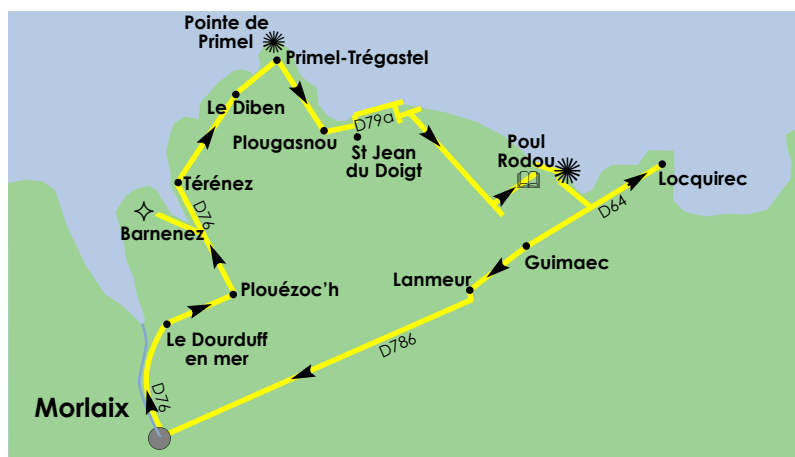 Pointe de
Primel
Primel-Trégastel
Le Diben
D79a
Plougasnou
St Jean
du Doigt
Poul
Rodou
Locquirec
Térénez
D76
D64
Barnenez
Guimaec
Lanmeur
Plouézoc'h
Le Dourduff
en mer
D786
D76
Morlaix